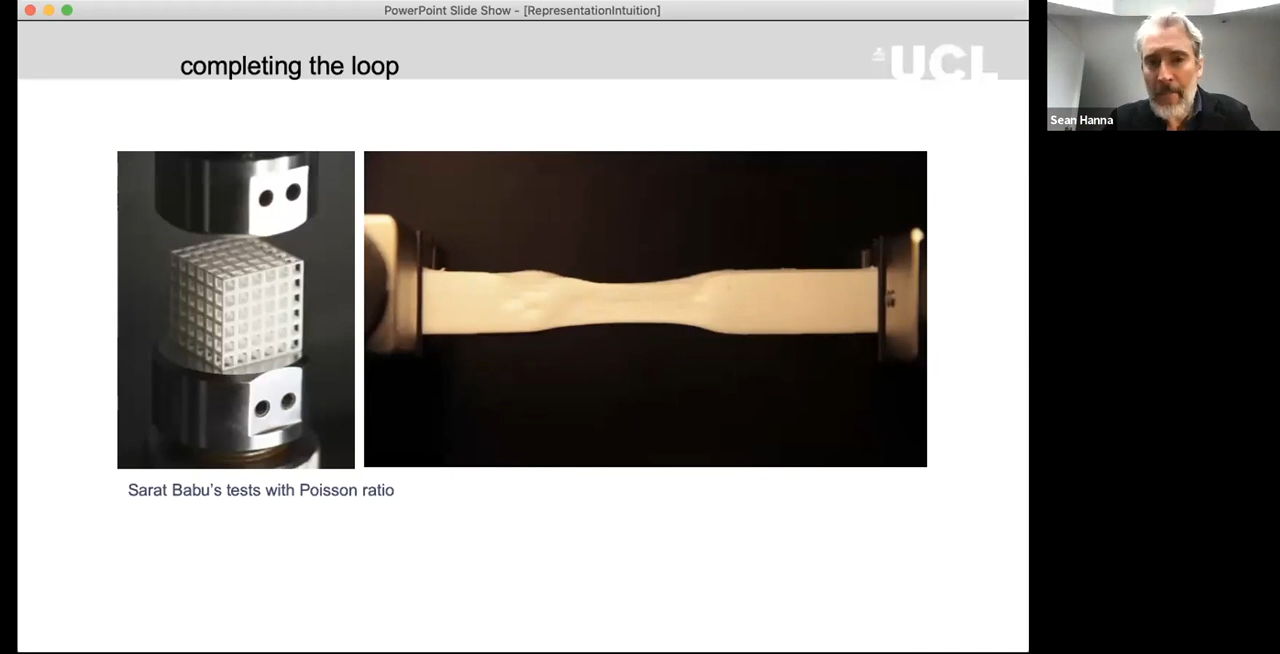 PowerPoint Slide Show - [RepresentationIntuition]
completing the loop
UCL
Sean Hanna
Sarat Babu's tests with Poisson ratio